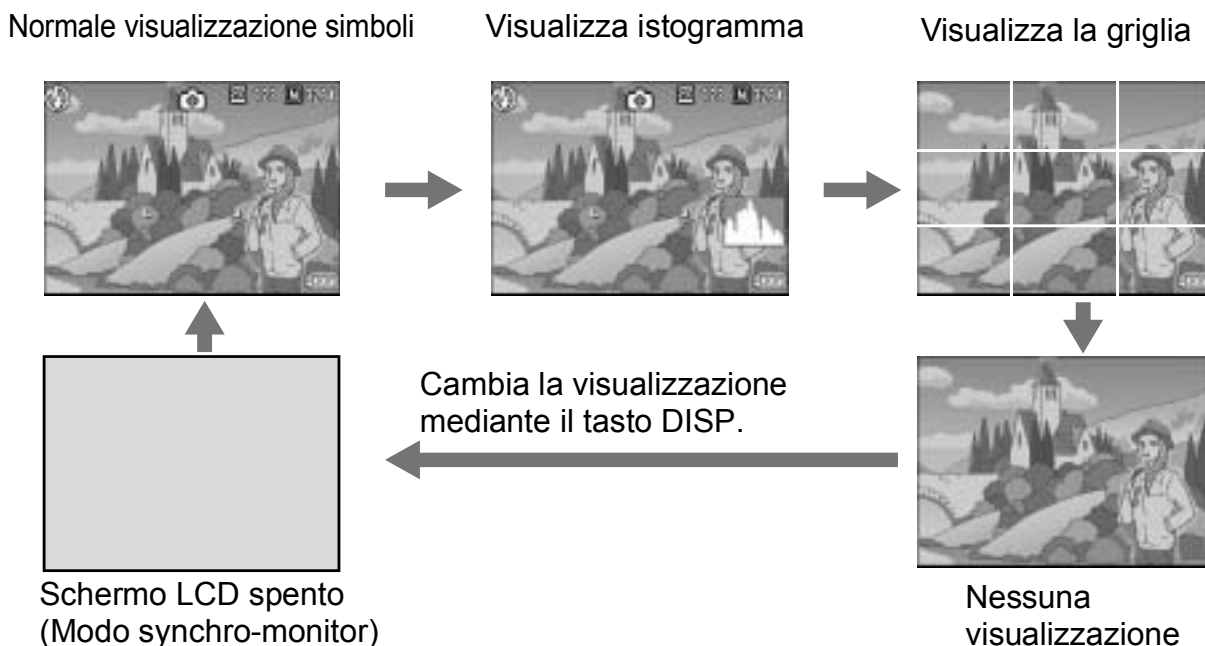 Normale visualizzazione simboli
Visualizza istogramma
Visualizza la griglia
Cambia la visualizzazione
mediante il tasto DISP.
Schermo LCD spento
(Modo synchro-monitor)
Nessuna
visualizzazione